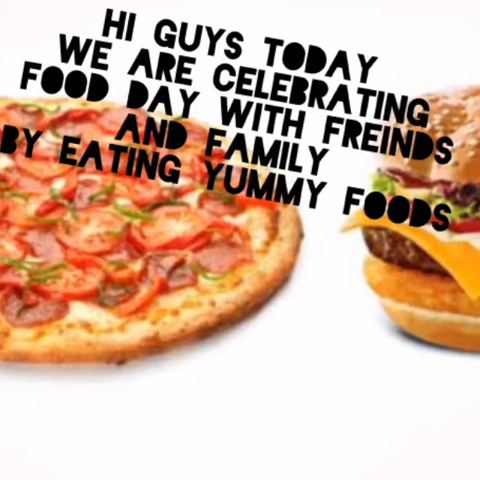 HI GUYS TODAY
WE ARE CELEBRATING
FOOD DAY WITH FREINDS
AND FAMILY
BY EATING YUMMY FOODS